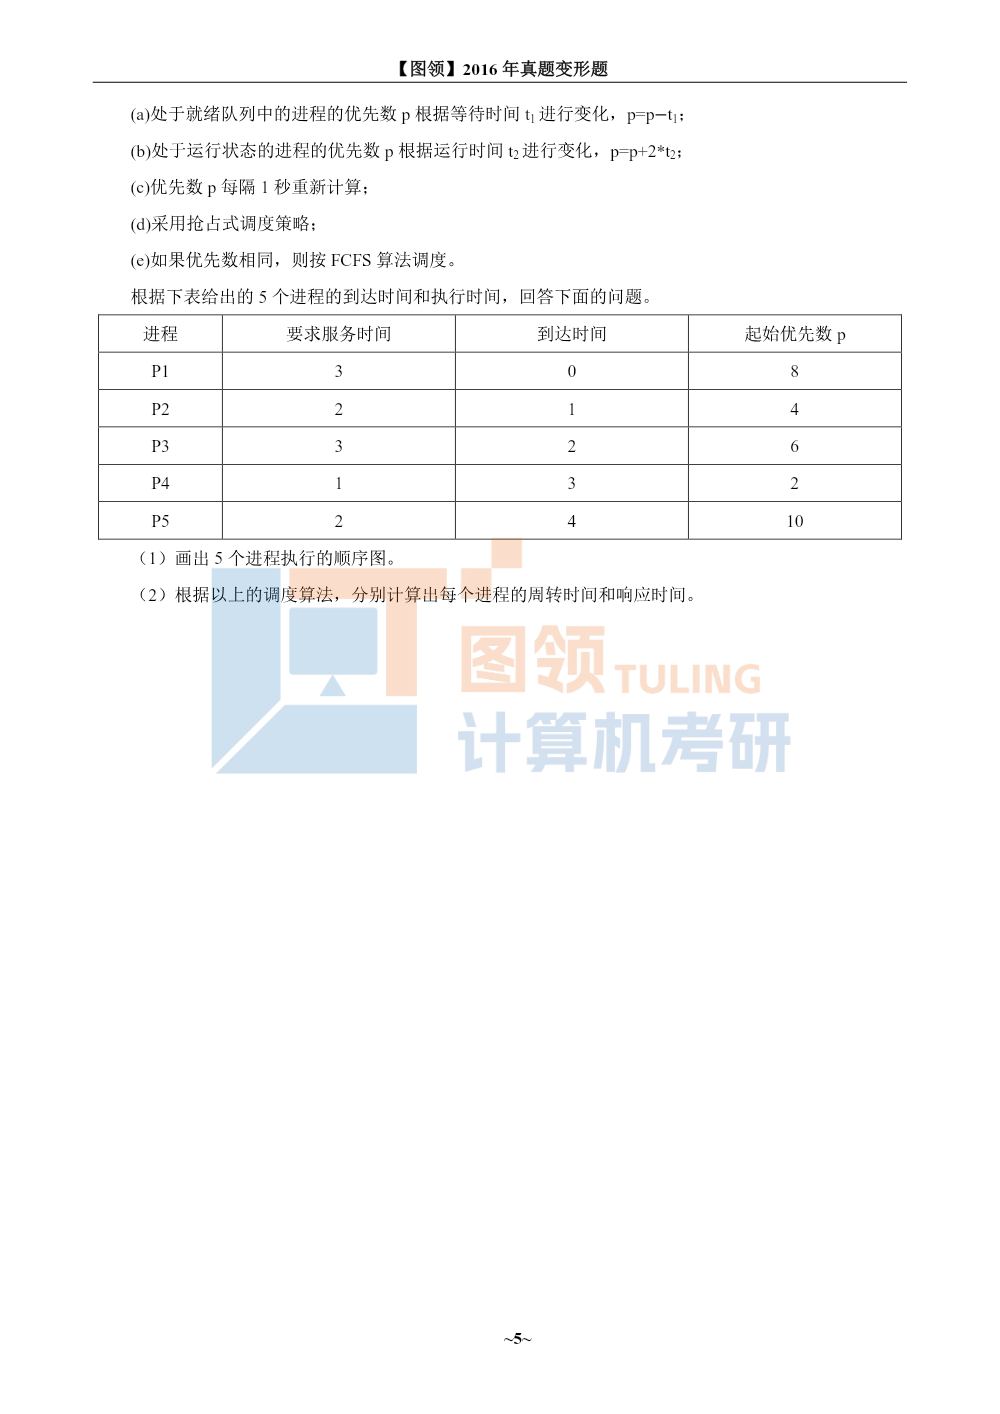 【图领】2016 年真题变形题
(a)处于就绪队列中的进程的优先数 p 根据等待时间 t₁ 进行变化，p=p−t₁；
(b)处于运行状态的进程的优先数 p 根据运行时间 t₂ 进行变化，p=p+2*t₂；
(c)优先数 p 每隔 1 秒重新计算；
(d)采用抢占式调度策略；
(e)如果优先数相同，则按 FCFS 算法调度。
根据下表给出的 5 个进程的到达时间和执行时间，回答下面的问题。
进程 要求服务时间 到达时间 起始优先数 p
P1 3 0 8
P2 2 1 4
P3 3 2 6
P4 1 3 2
P5 2 4 10
（1）画出 5 个进程执行的顺序图。
（2）根据以上的调度算法，分别计算出每个进程的周转时间和响应时间。
图领 TULING
计算机考研
~5~